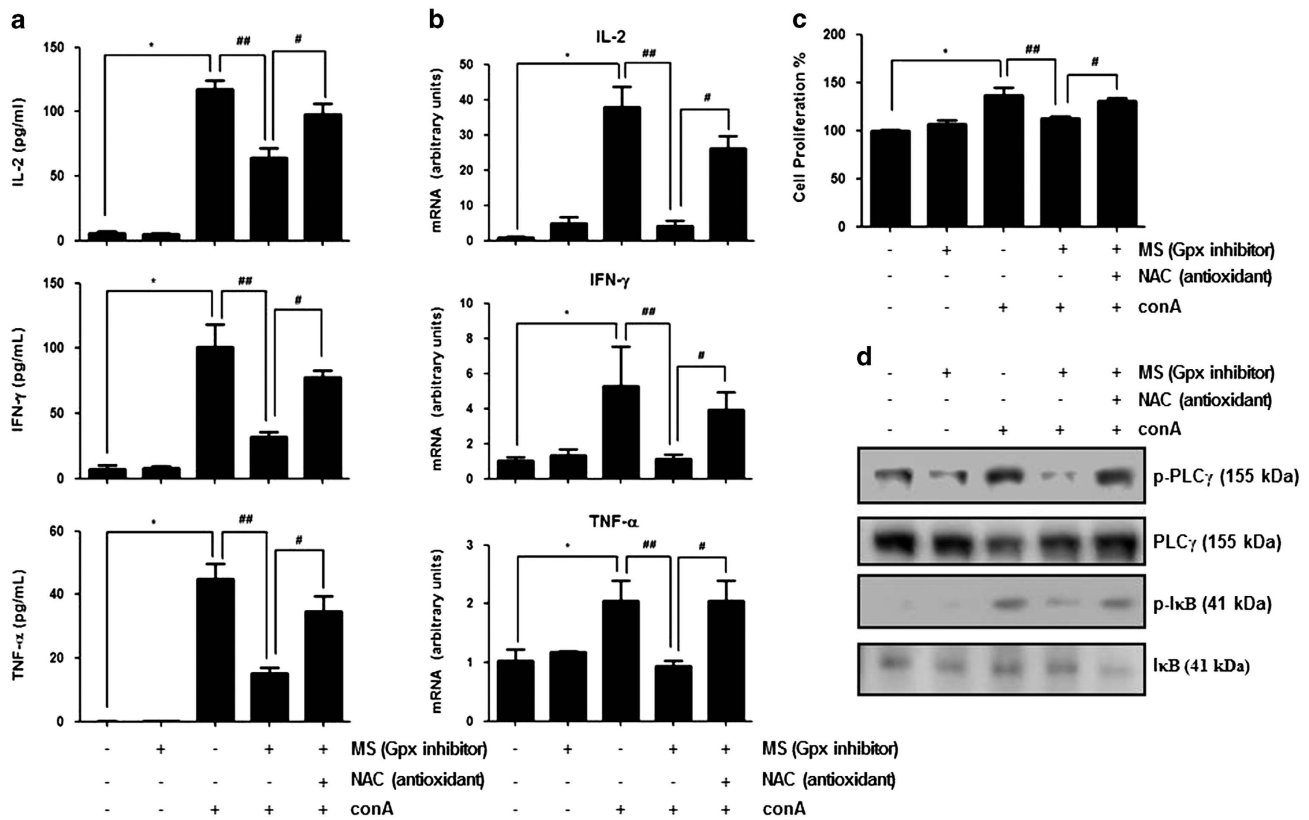 a
* ## #
150
100
50
0
IL-2 (pg/ml)
* ## #
150
100
50
0
IFN-γ (pg/mL)
* ## #
60
40
20
0
TNF-α (pg/mL)
- + - + + MS (Gpx inhibitor)
- - - - + NAC (antioxidant)
- - + + + conA
b
IL-2
* ## #
50
40
30
20
10
0
mRNA (arbitrary units)
IFN-γ
* ## #
10
8
6
4
2
0
mRNA (arbitrary units)
TNF-α
* ## #
3
2
1
0
mRNA (arbitrary units)
- + - + + MS (Gpx inhibitor)
- - - - + NAC (antioxidant)
- - + + + conA
c
* ## #
200
150
100
50
0
Cell Proliferation %
- + - + + MS (Gpx inhibitor)
- - - - + NAC (antioxidant)
- - + + + conA
d
- + - + + MS (Gpx inhibitor)
- - - - + NAC (antioxidant)
- - + + + conA
p-PLCγ (155 kDa)
PLCγ (155 kDa)
p-IκB (41 kDa)
IκB (41 kDa)